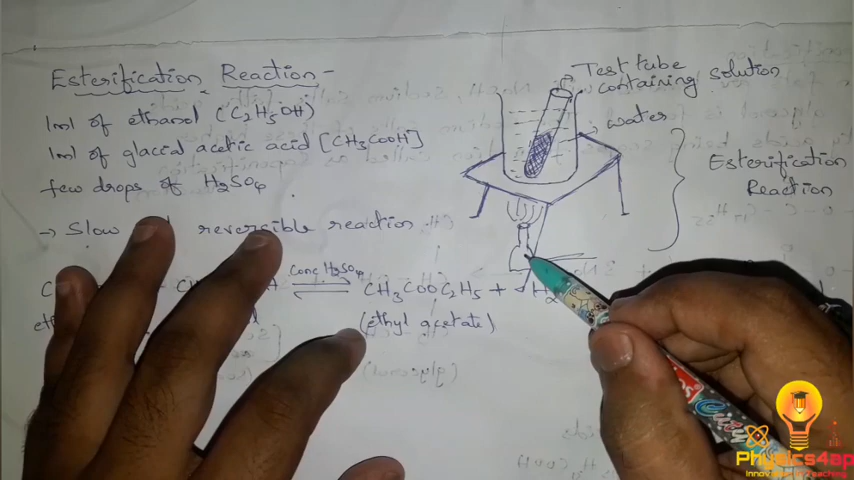 Esterification Reaction -
1ml of ethanol (C2H5OH)
1ml of glacial acetic acid [CH3COOH]
few drops of H2SO4
→ Slow reversible reaction
Conc H2SO4
⇌ CH3COOC2H5 + H2
(ethyl acetate)
Test tube
containing solution
water
Esterification
Reaction
Physics4ap
Innovation in Teaching